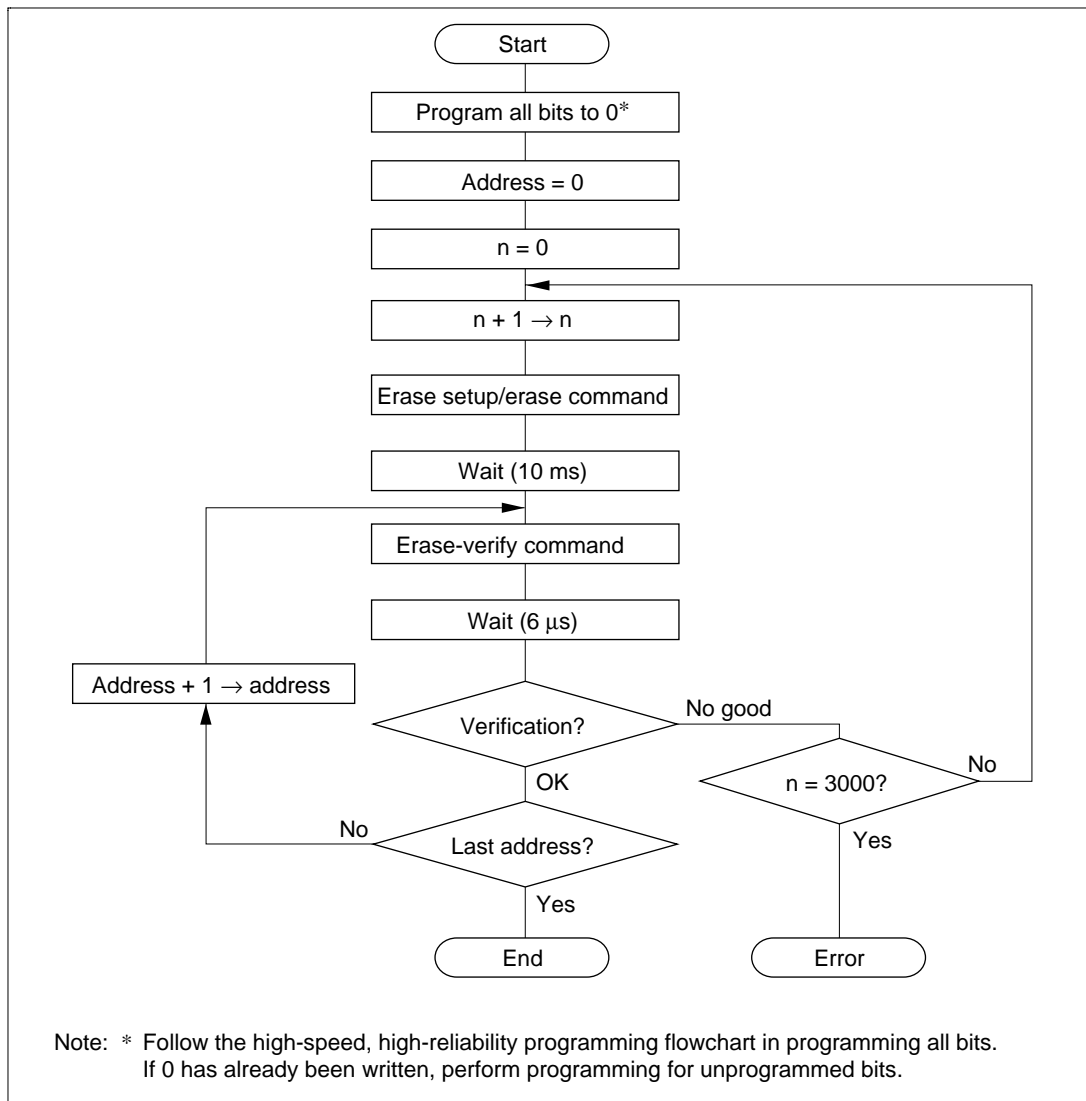 Start
Program all bits to 0*
Address = 0
n = 0
n + 1 → n
Erase setup/erase command
Wait (10 ms)
Erase-verify command
Wait (6 μs)
Address + 1 → address
Verification?
No good
OK
n = 3000?
No
No
Last address?
Yes
Yes
End
Error
Note: * Follow the high-speed, high-reliability programming flowchart in programming all bits.
If 0 has already been written, perform programming for unprogrammed bits.